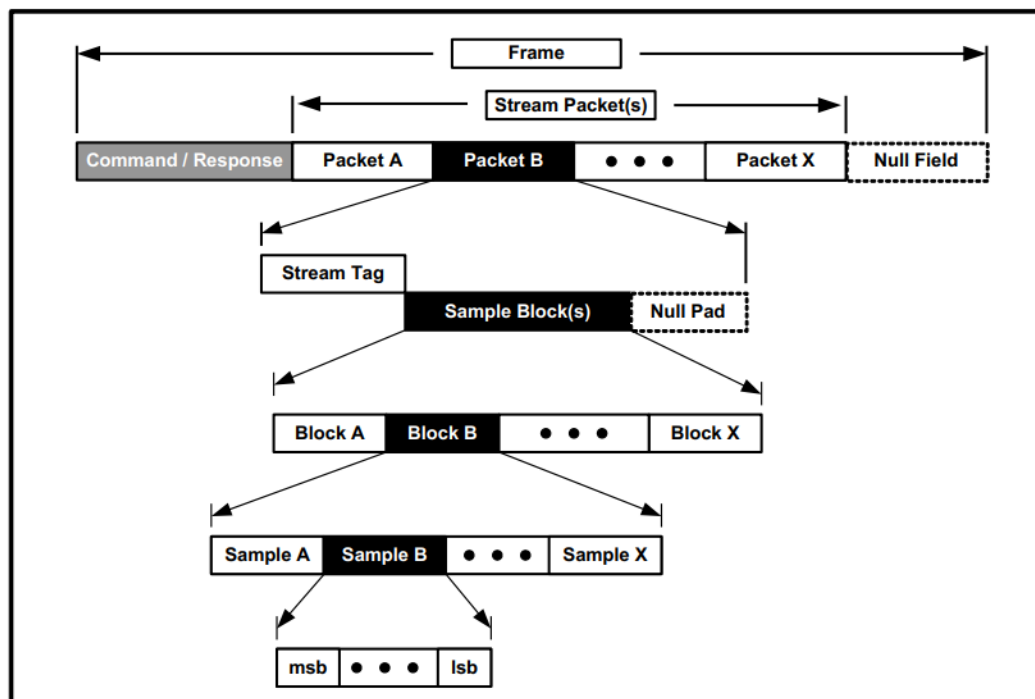 Frame
Stream Packet(s)
Command / Response Packet A Packet B • • • Packet X Null Field
Stream Tag
Sample Block(s) Null Pad
Block A Block B • • • Block X
Sample A Sample B • • • Sample X
msb • • • lsb